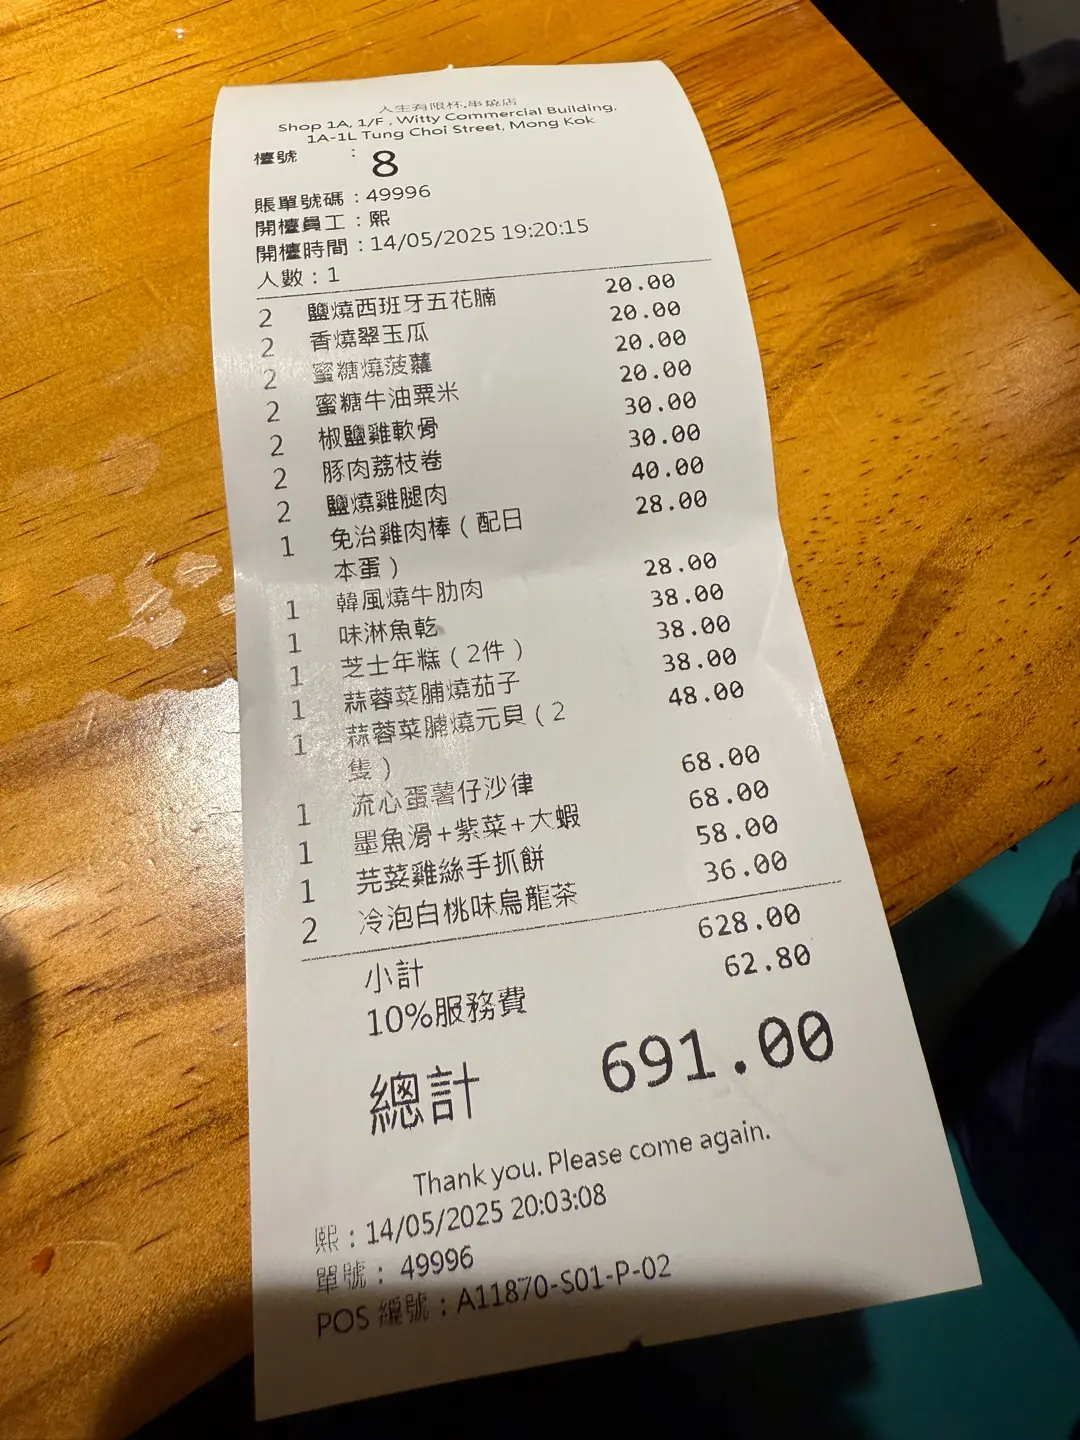 人生有限杯.串燒店
Shop 1A, 1/F , Witty Commercial Building,
1A-1L Tung Choi Street, Mong Kok
檯號 : 8
賬單號碼 : 49996
開檯員工 : 熙
開檯時間 : 14/05/2025 19:20:15
人數 : 1
2 鹽燒西班牙五花腩 20.00
2 香燒翠玉瓜 20.00
2 蜜糖燒菠蘿 20.00
2 蜜糖牛油粟米 20.00
2 椒鹽雞軟骨 30.00
2 豚肉荔枝卷 30.00
2 鹽燒雞腿肉 40.00
1 免治雞肉棒 ( 配日 28.00
本蛋 )
1 韓風燒牛肋肉 28.00
1 味淋魚乾 38.00
1 芝士年糕 ( 2件 ) 38.00
1 蒜蓉菜脯燒茄子 38.00
1 蒜蓉菜脯燒元貝 ( 2 48.00
隻 )
1 流心蛋薯仔沙律 68.00
1 墨魚滑+紫菜+大蝦 68.00
1 芫荽雞絲手抓餅 58.00
2 冷泡白桃味烏龍茶 36.00
小計 628.00
10%服務費 62.80
總計 691.00
Thank you. Please come again.
熙 : 14/05/2025 20:03:08
單號 : 49996
POS 編號 : A11870-S01-P-02